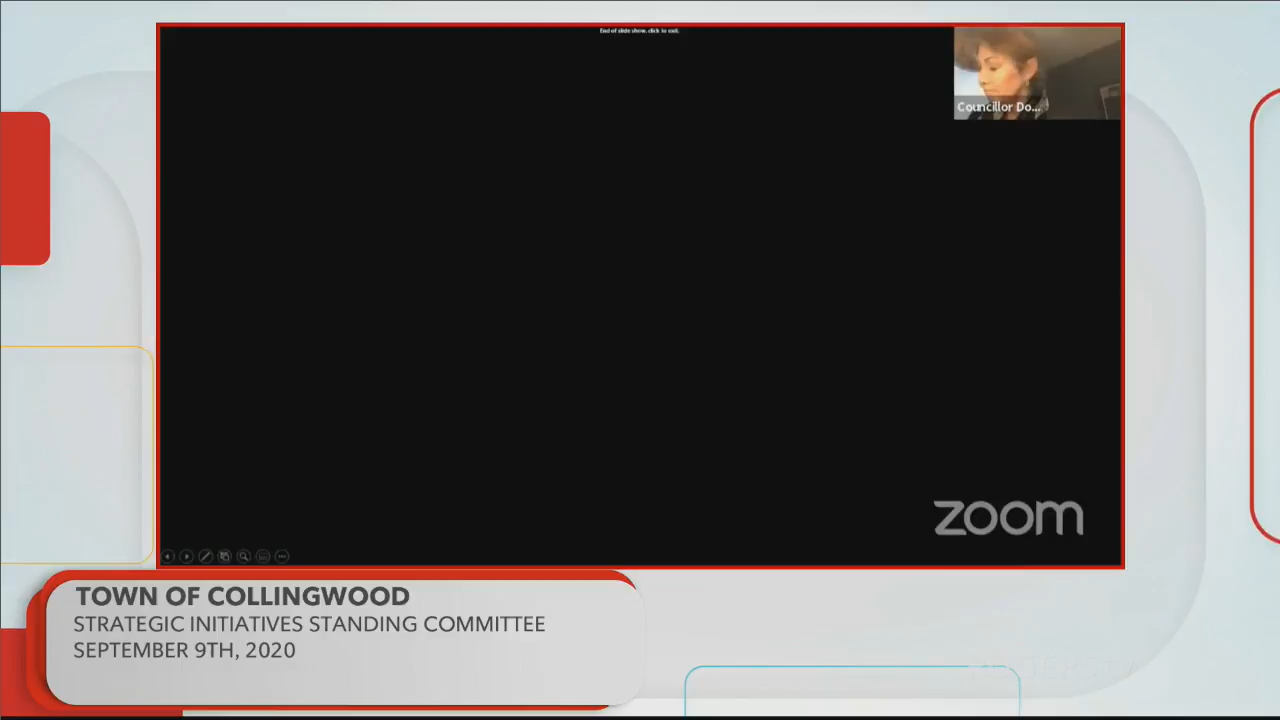 End of slide show, click to exit.
Councillor Do...
zoom
TOWN OF COLLINGWOOD
STRATEGIC INITIATIVES STANDING COMMITTEE
SEPTEMBER 9TH, 2020